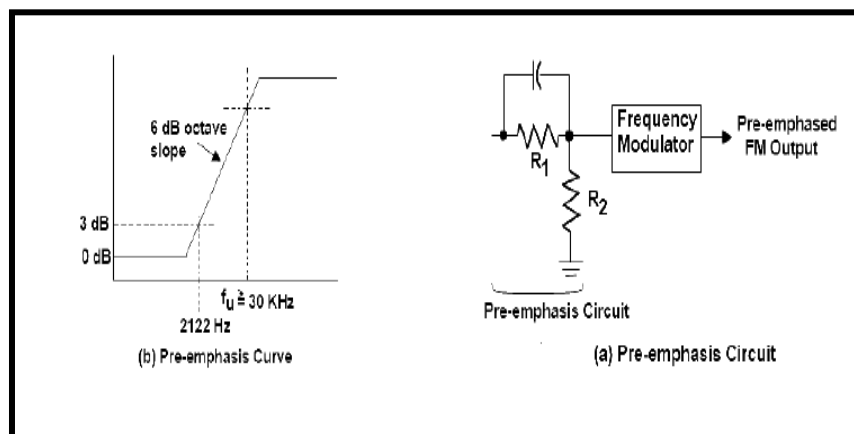 6 dB octave
slope
3 dB
0 dB
fu ≥ 30 KHz
2122 Hz
(b) Pre-emphasis Curve
R1
R2
Frequency
Modulator
Pre-emphased
FM Output
Pre-emphasis Circuit
(a) Pre-emphasis Circuit